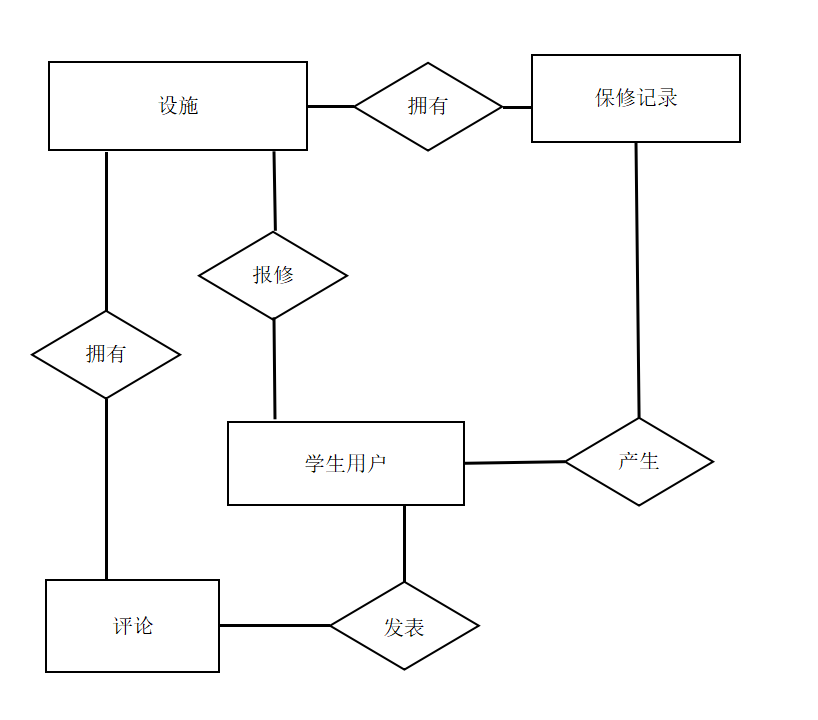 设施
拥有
保修记录
报修
拥有
学生用户
产生
评论
发表